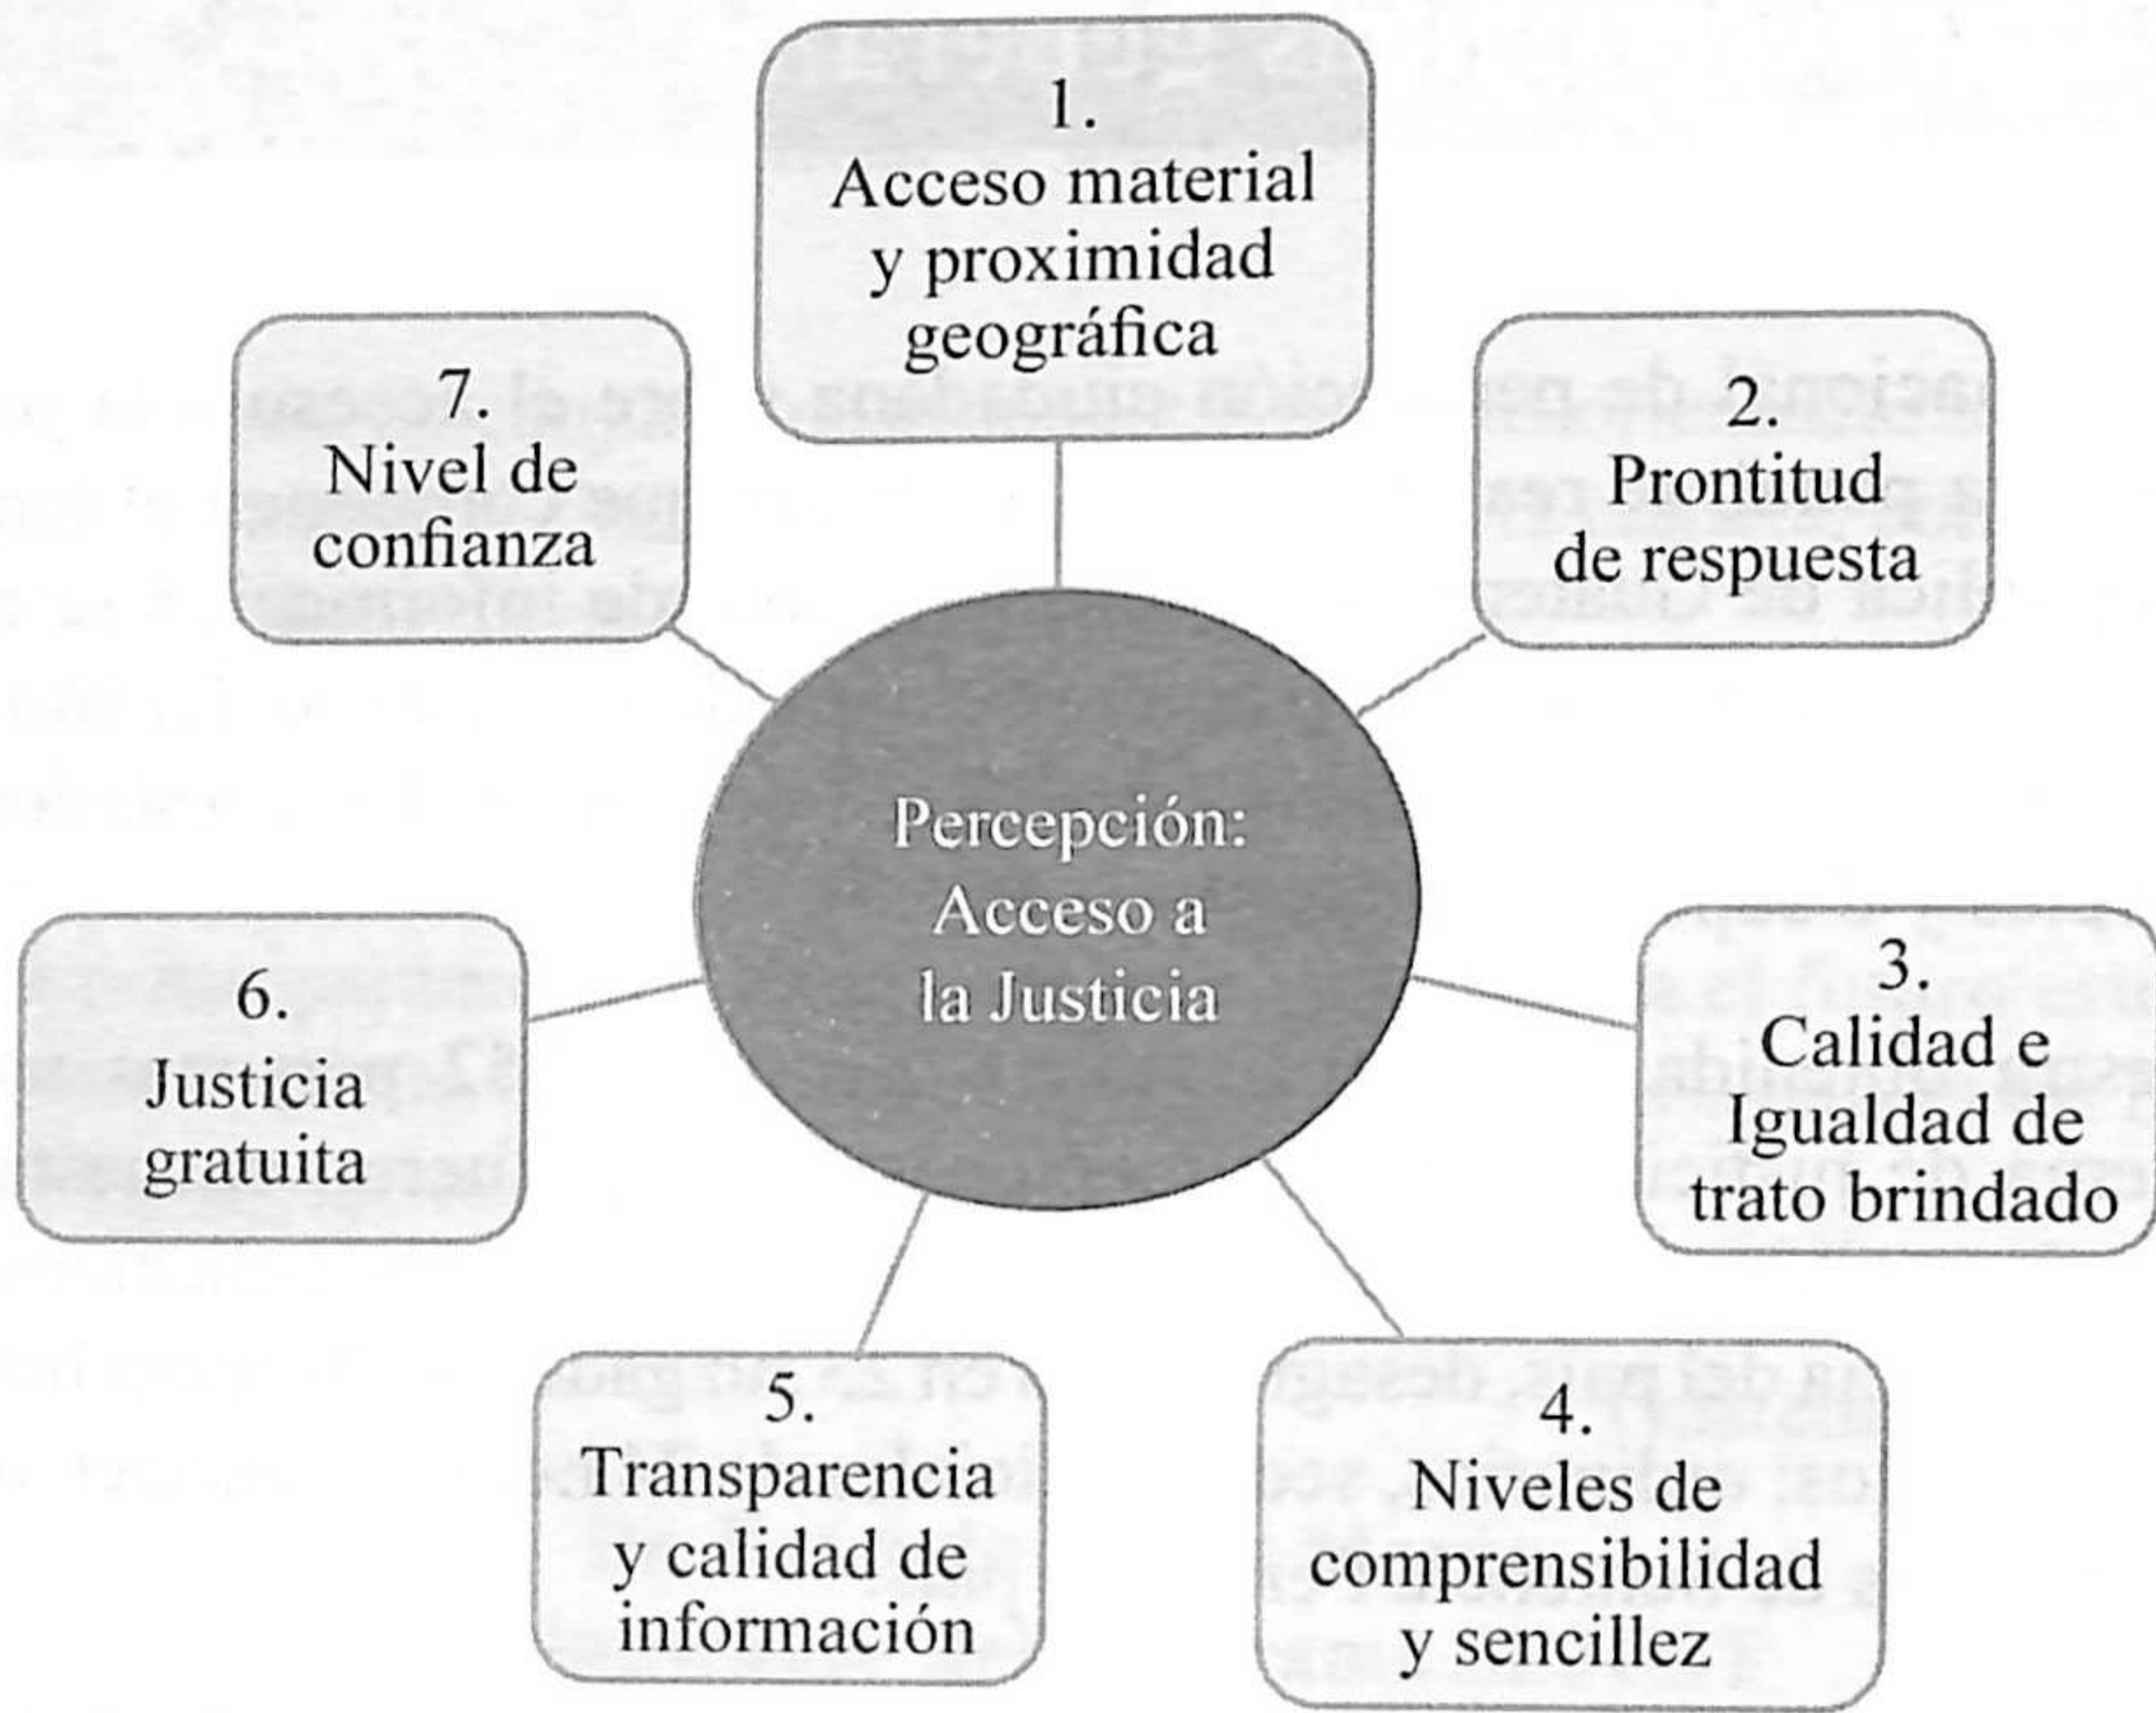 1.
Acceso material
y proximidad
geográfica
2.
Prontitud
de respuesta
3.
Calidad e
Igualdad de
trato brindado
4.
Niveles de
comprensibilidad
y sencillez
5.
Transparencia
y calidad de
información
6.
Justicia
gratuita
7.
Nivel de
confianza
Percepción:
Acceso a
la Justicia